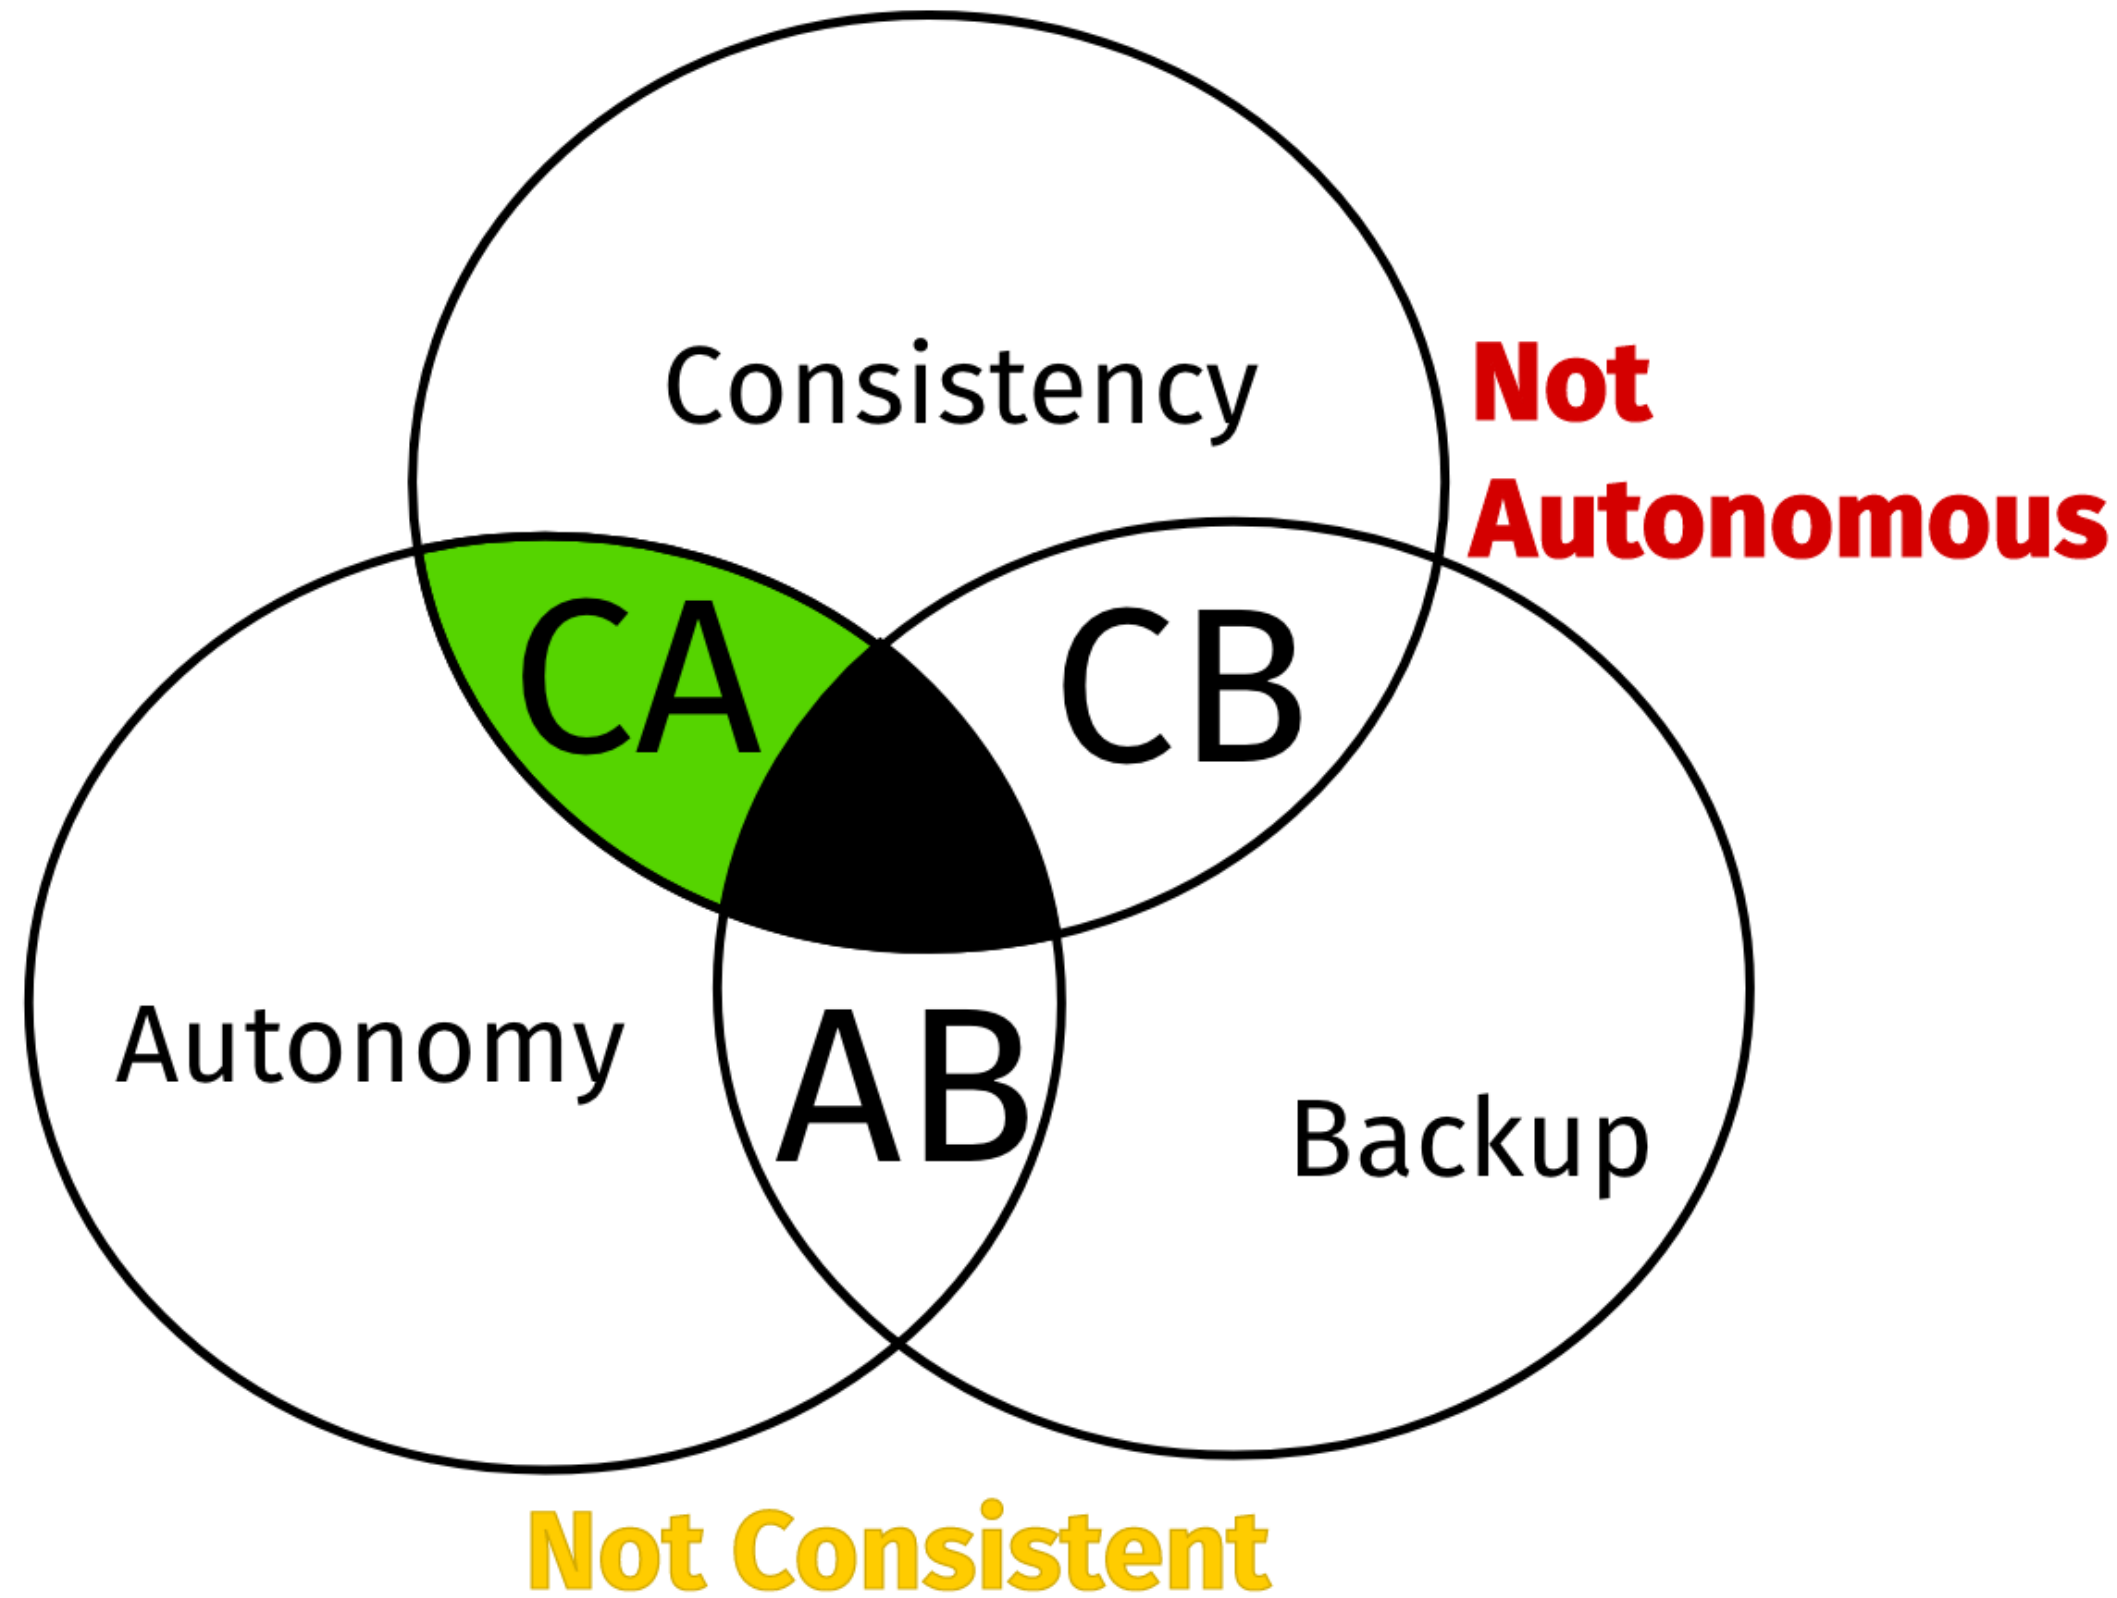 Consistency
Not
Autonomous
CA
CB
Autonomy
AB
Backup
Not Consistent